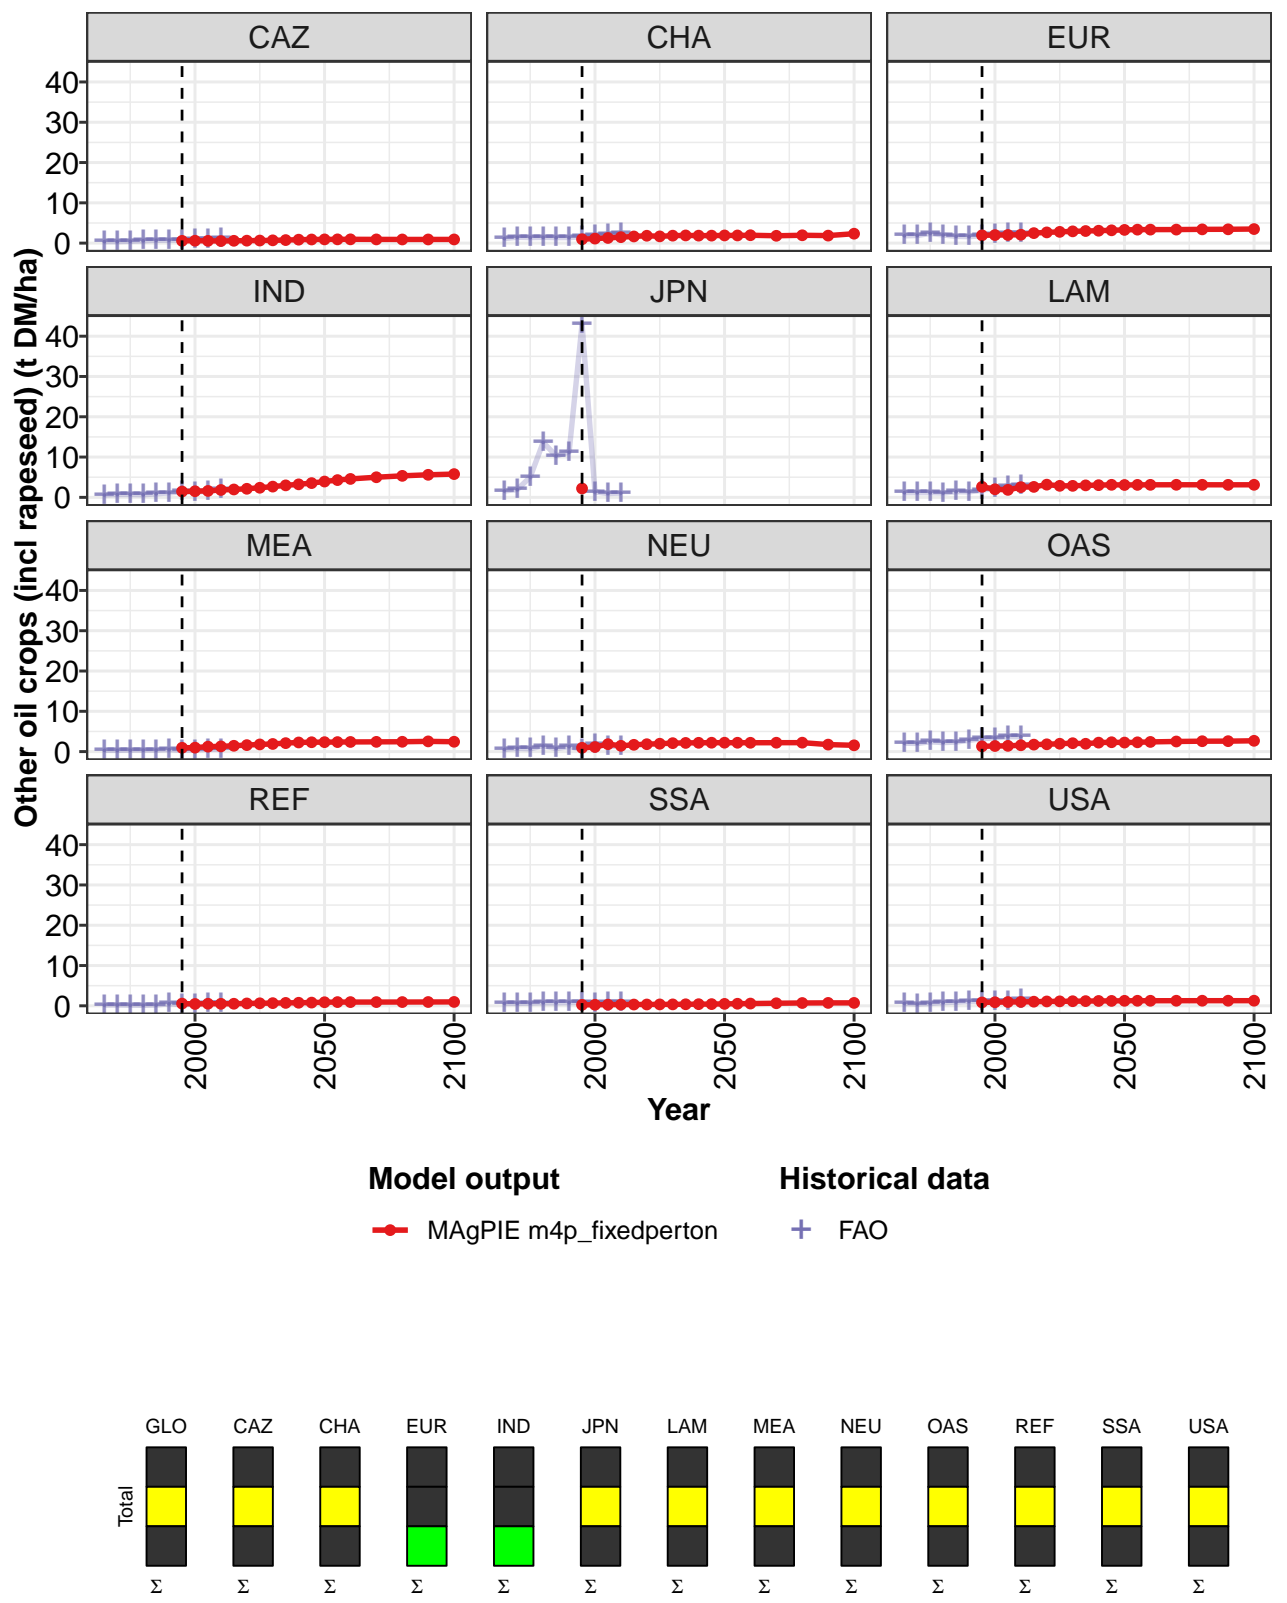 CAZ CHA EUR
40
30
20
10
0
IND JPN LAM
40
30
20
10
0
MEA NEU OAS
40
30
20
10
0
REF SSA USA
40
30
20
10
0
Other oil crops (incl rapeseed) (t DM/ha)
2000 2050 2100 2000 2050 2100 2000 2050 2100
Year
Model output Historical data
MAgPIE m4p_fixedperton FAO
GLO CAZ CHA EUR IND JPN LAM MEA NEU OAS REF SSA USA
Total
Σ Σ Σ Σ Σ Σ Σ Σ Σ Σ Σ Σ Σ